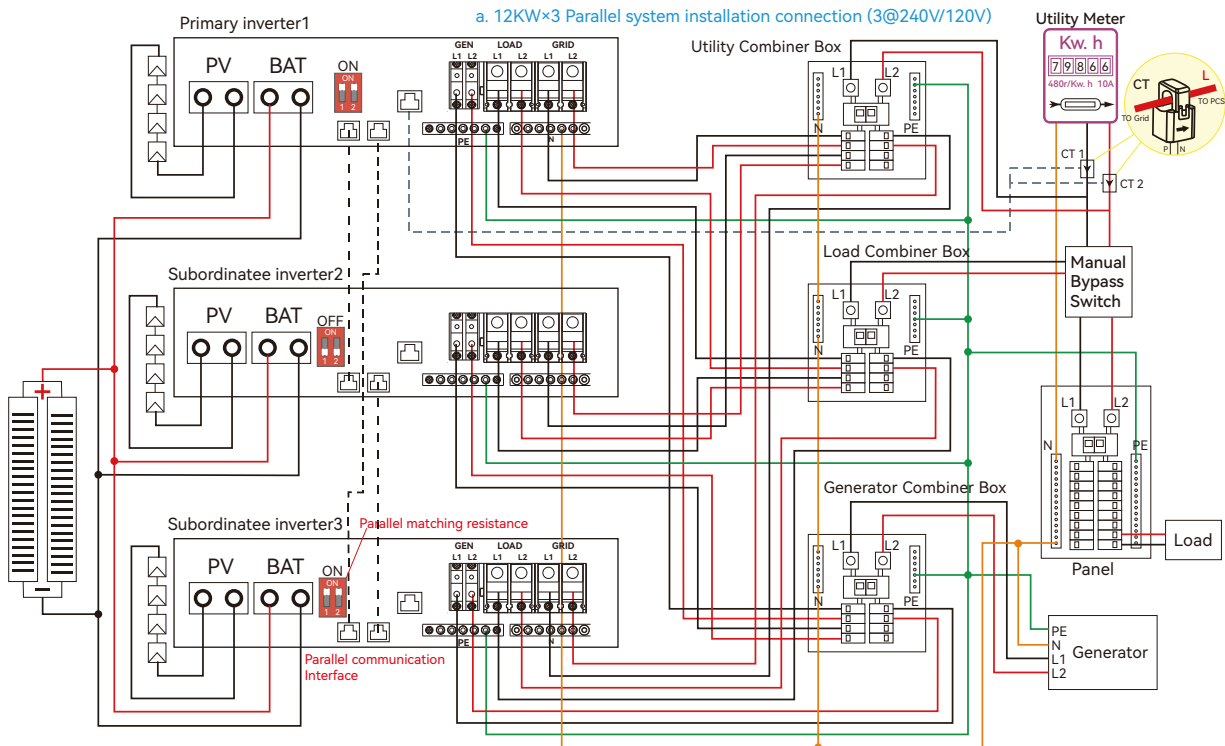 a. 12KW×3 Parallel system installation connection (3@240V/120V)
Primary inverter1
PV
BAT
ON
ON
1 2
GEN
LOAD
GRID
L1 L2 L1 L2 L1 L2
PE
N
Utility Combiner Box
L1
L2
N
PE
Utility Meter
Kw. h
7 9 8 6 6
480r/Kw. h 10A
CT
L
TO PCS
TO Grid
P N
CT 1
CT 2
Subordinatee inverter2
PV
BAT
OFF
ON
1 2
Load Combiner Box
L1
L2
N
PE
Manual
Bypass
Switch
L1
L2
N
PE
Panel
Load
+
−
Subordinatee inverter3
Parallel matching resistance
PV
BAT
ON
ON
1 2
GEN
LOAD
GRID
L1 L2 L1 L2 L1 L2
PE
N
Parallel communication
Interface
Generator Combiner Box
L1
L2
N
PE
PE
N
L1
L2
Generator